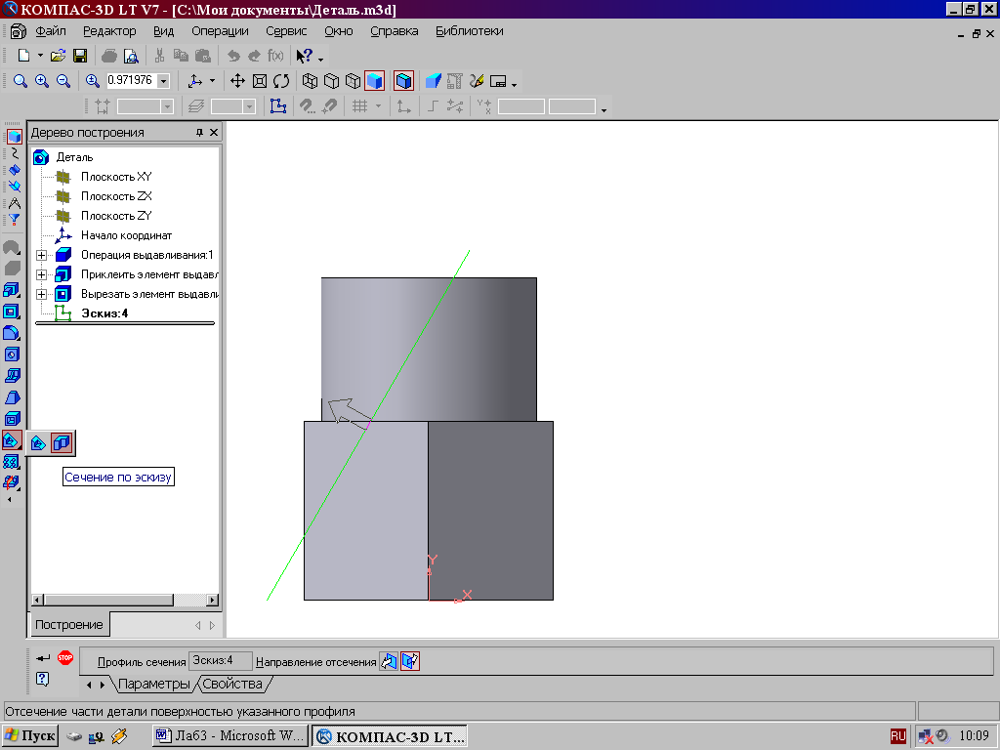 КОМПАС-3D LT V7 - [C:\Мои документы\Деталь.m3d]
Файл Редактор Вид Операции Сервис Окно Справка Библиотеки
f(x)
0.971976
Дерево построения
Деталь
Плоскость XY
Плоскость ZX
Плоскость ZY
Начало координат
Операция выдавливания:1
Приклеить элемент выдавл
Вырезать элемент выдавли
Эскиз:4
Сечение по эскизу
Y
X
Построение
STOP Профиль сечения Эскиз:4 Направление отсечения
Параметры Свойства
Отсечение части детали поверхностью указанного профиля
Пуск Лаб3 - Microsoft W... КОМПАС-3D LT... RU 10:09